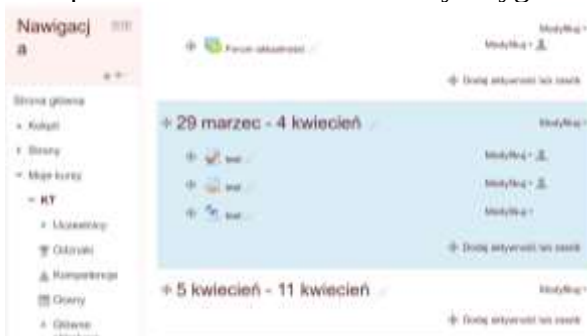 Nawigacj
a
Strona główna
Kokpit
Strony
Moje kursy
KT
Uczestnicy
Odznaki
Kompetencje
Oceny
Główne
Forum aktualności
Modyfikuj
Modyfikuj
Dodaj aktywność lub zasób
29 marzec - 4 kwiecień
Modyfikuj
test
Modyfikuj
test
Modyfikuj
test
Modyfikuj
Dodaj aktywność lub zasób
5 kwiecień - 11 kwiecień
Modyfikuj
Dodaj aktywność lub zasób